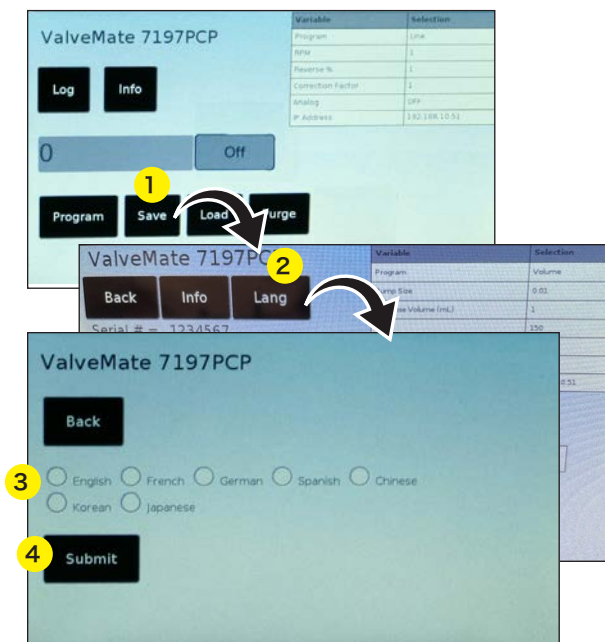 ValveMate 7197PCP
Variable Selection
Program Line
RPM 1
Reverse % 1
Correction Factor 1
Analog OFF
IP Address 192.168.10.51
Log Info
0 Off
1
Program Save Load Purge
ValveMate 7197PCP
2
Back Info Lang
Serial # = 1234567
Variable Selection
Program Volume
Pump Size 0.01
Volume (mL) 1
150
ValveMate 7197PCP
Back
3
English French German Spanish Chinese
Korean Japanese
4
Submit